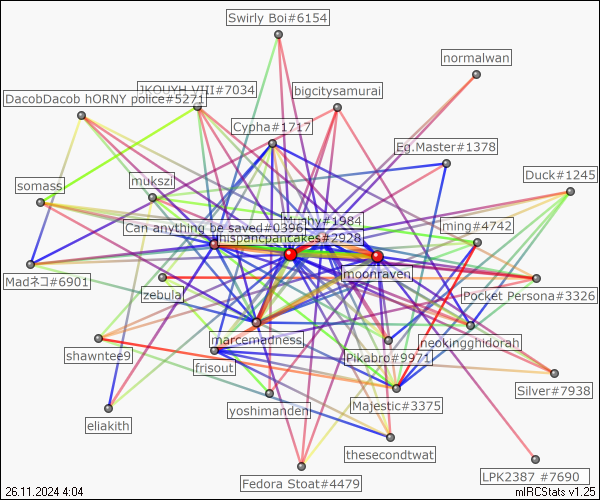 Swirly Boi#6154
normalwan
JKOUYH VIII#7034
bigcitysamurai
DacobDacob hORNY police#5271
Cypha#1717
Eg.Master#1378
Duck#1245
somass
mukszi
Mrphy#1984
Can anything be saved#0396
ming#4742
hispancpancakes#2928
moonraven
Madネコ#6901
zebula
Pocket Persona#3326
marcemadness
neokingghidorah
shawntee9
Pikabro#9971
frisout
Silver#7938
Majestic#3375
yoshimanden
eliakith
thesecondtwat
LPK2387 #7690
Fedora Stoat#4479
26.11.2024 4:04
mIRCStats v1.25